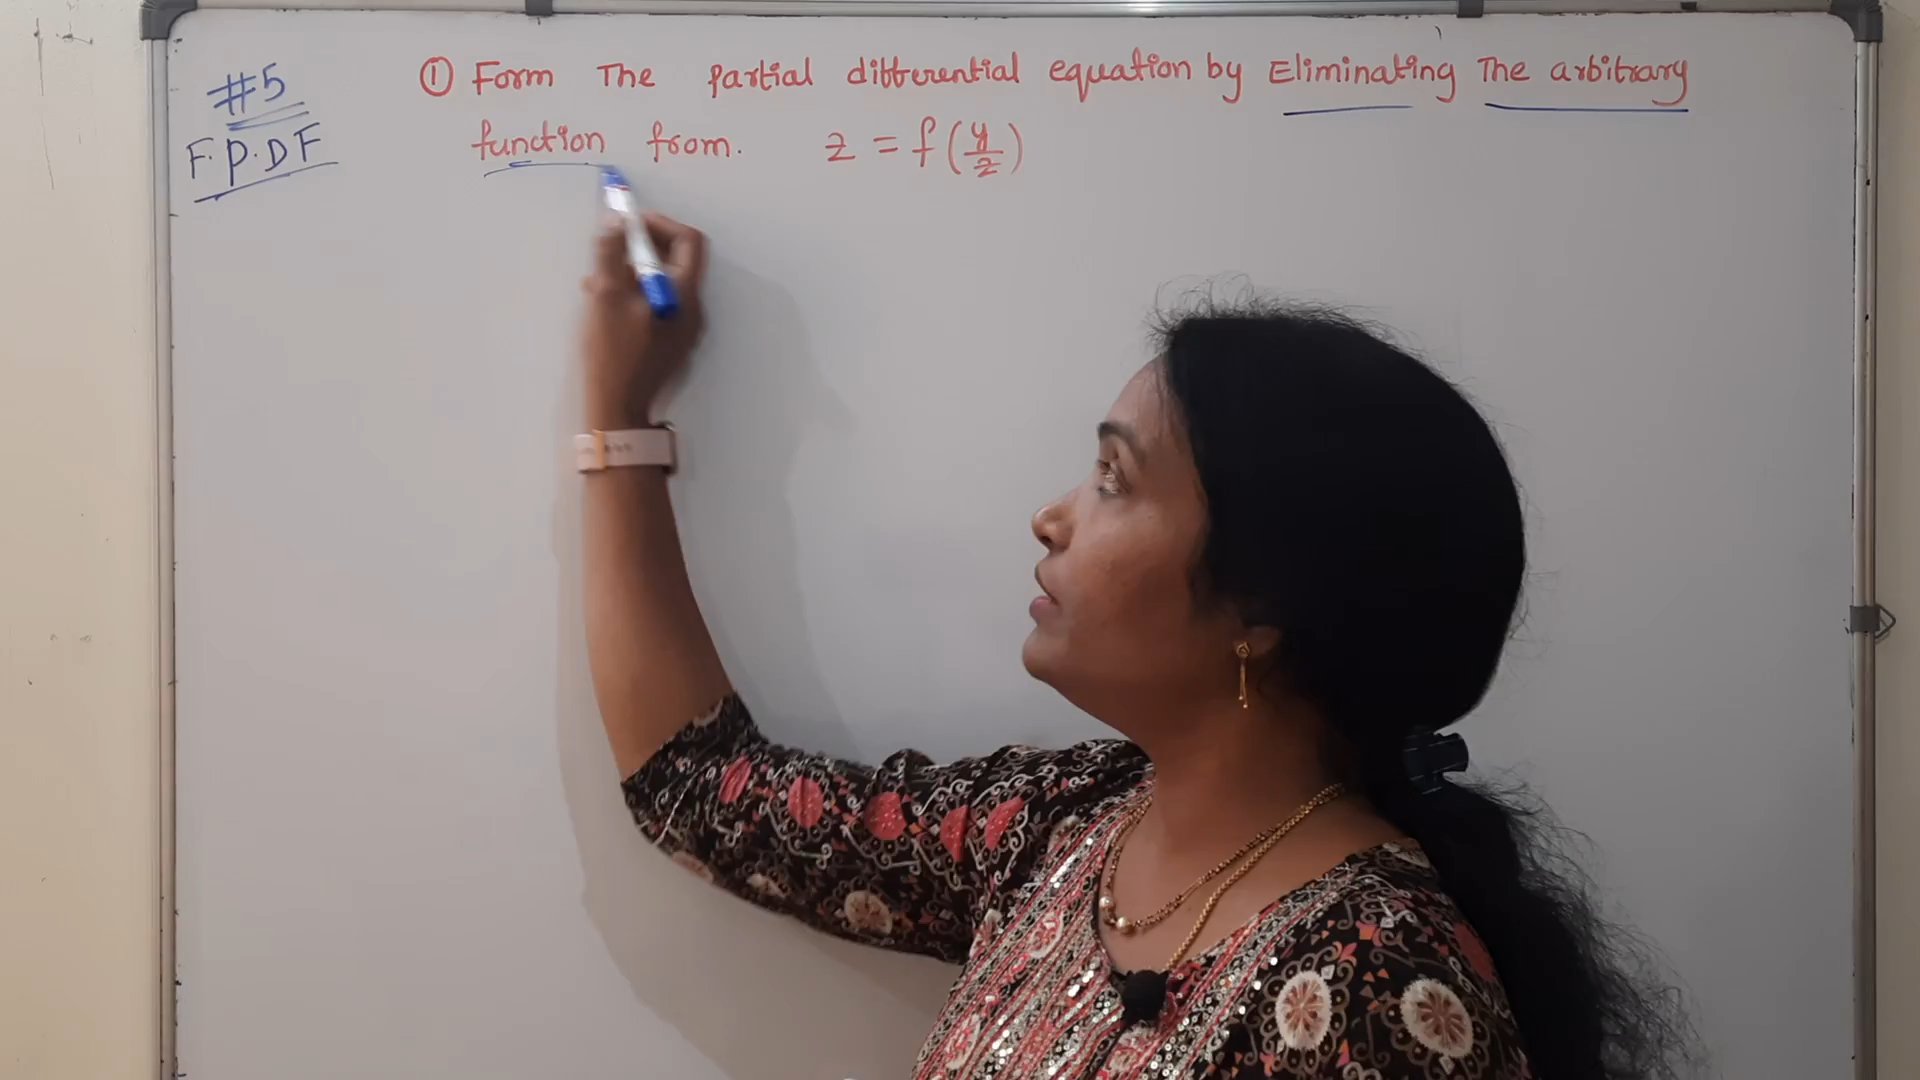 #5
F.P.D F
① Form The partial differential equation by Eliminating The arbitrary
function from. z = f(y/z)